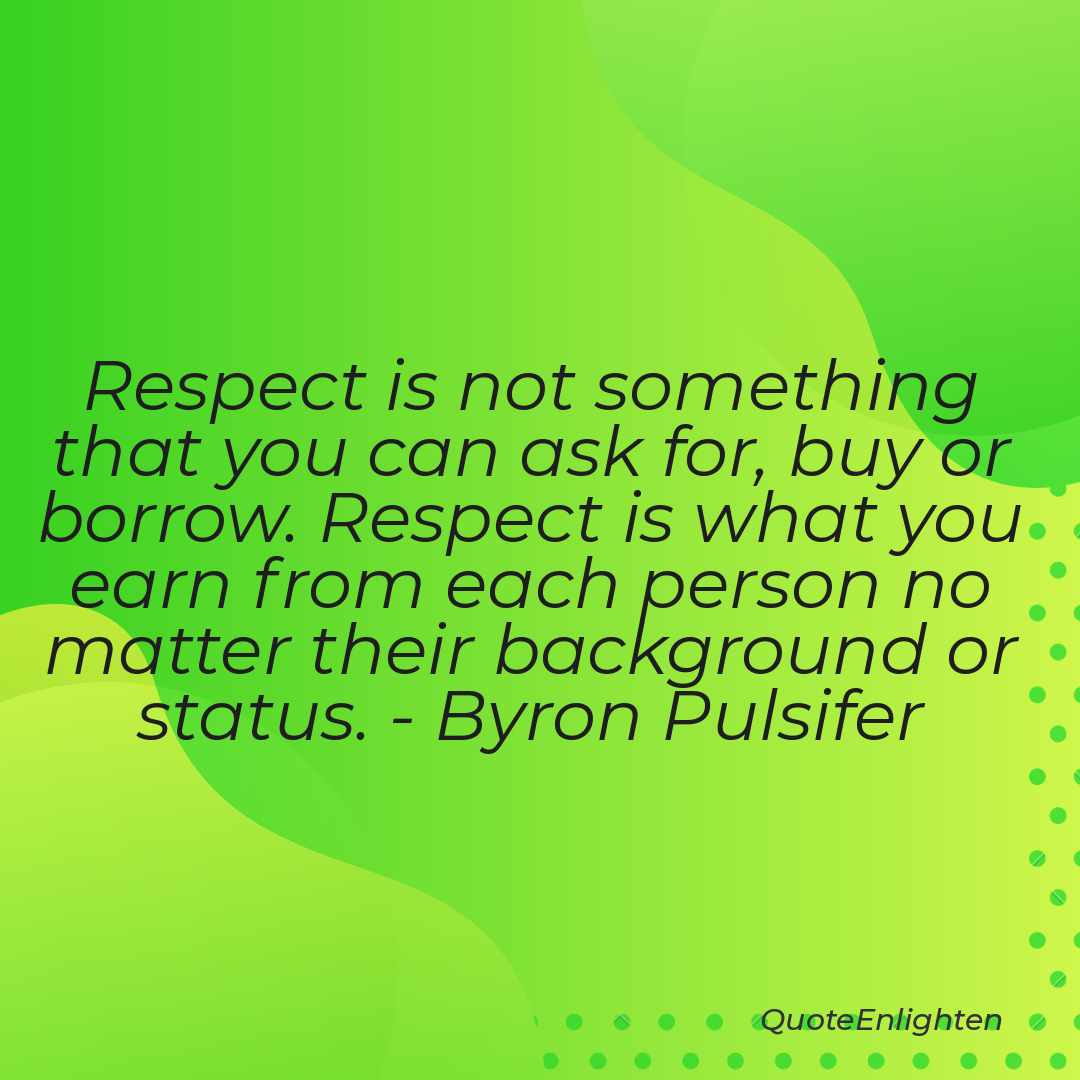 Respect is not something
that you can ask for, buy or
borrow. Respect is what you
earn from each person no
matter their background or
status. - Byron Pulsifer
QuoteEnlighten